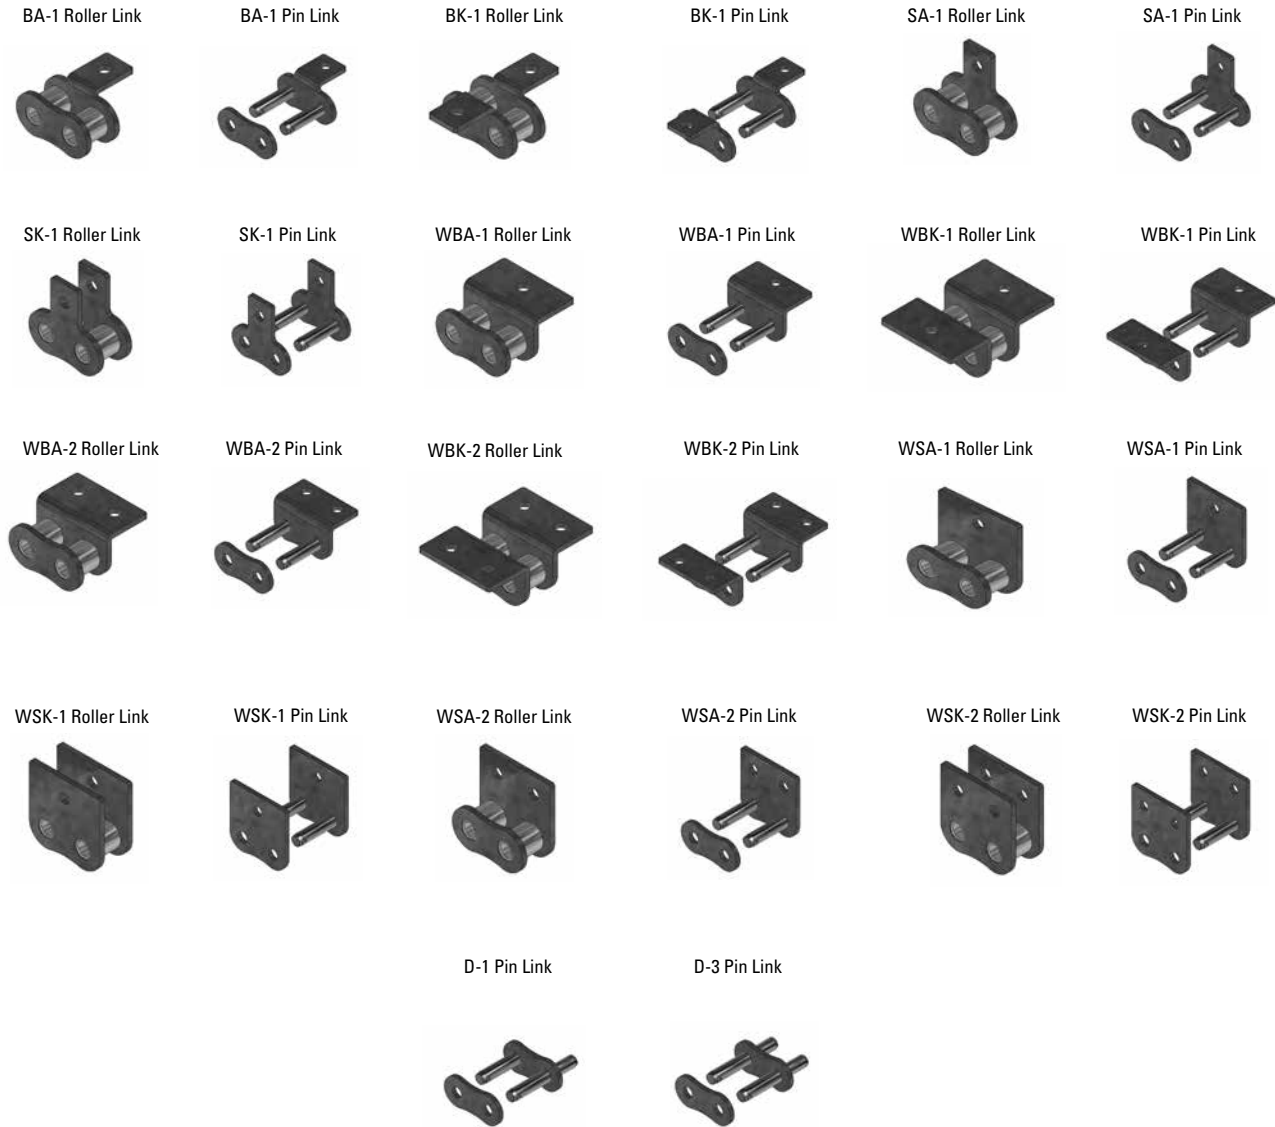 BA-1 Roller Link
BA-1 Pin Link
BK-1 Roller Link
BK-1 Pin Link
SA-1 Roller Link
SA-1 Pin Link
SK-1 Roller Link
SK-1 Pin Link
WBA-1 Roller Link
WBA-1 Pin Link
WBK-1 Roller Link
WBK-1 Pin Link
WBA-2 Roller Link
WBA-2 Pin Link
WBK-2 Roller Link
WBK-2 Pin Link
WSA-1 Roller Link
WSA-1 Pin Link
WSK-1 Roller Link
WSK-1 Pin Link
WSA-2 Roller Link
WSA-2 Pin Link
WSK-2 Roller Link
WSK-2 Pin Link
D-1 Pin Link
D-3 Pin Link